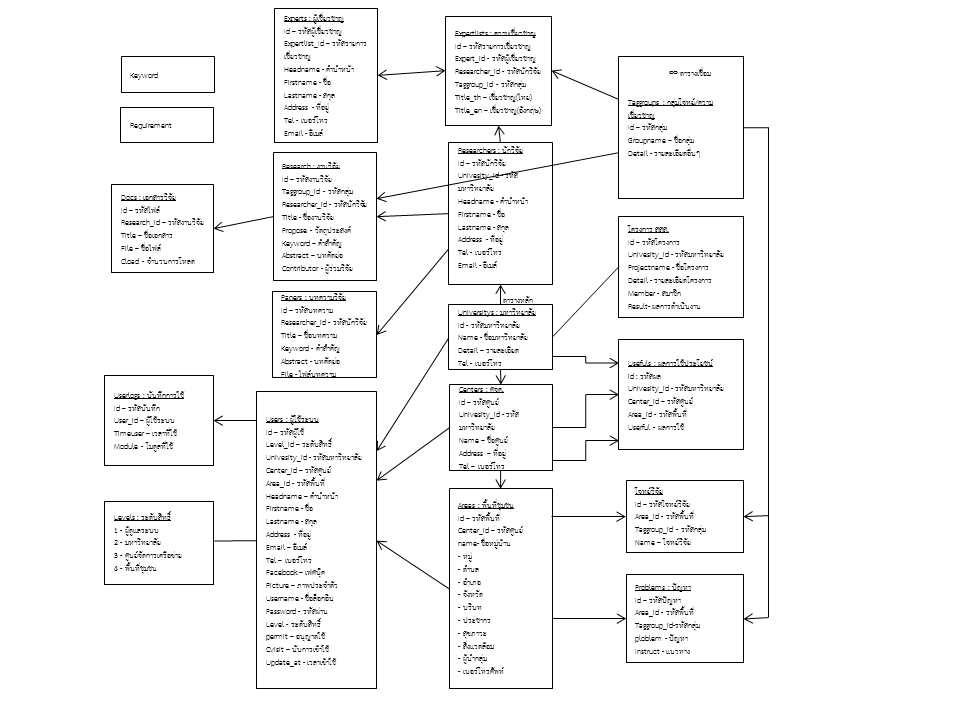 Keyword
Requirement
Experts : ผู้เชี่ยวชาญ
id – รหัสผู้เชี่ยวชาญ
Expertlist_id – รหัสรายการ
เชี่ยวชาญ
Headname - คำนำหน้า
Firstname - ชื่อ
Lastname - สกุล
Address - ที่อยู่
Tel - เบอร์โทร
Email - อีเมล์
Expertlists : ความเชี่ยวชาญ
id – รหัสรายการเชี่ยวชาญ
Expert_id - รหัสผู้เชี่ยวชาญ
Researcher_id - รหัสนักวิจัย
Taggroup_id - รหัสกลุ่ม
Title_th – เชี่ยวชาญ(ไทย)
Title_en – เชี่ยวชาญ(อังกฤษ)
ตารางเชื่อม
Taggroups : กลุ่มโจทย์/ความ
เชี่ยวชาญ
id – รหัสกลุ่ม
Groupname – ชื่อกลุ่ม
Detail - รายละเอียดอื่นๆ
Docs : เอกสารวิจัย
id – รหัสไฟล์
Research_id – รหัสงานวิจัย
Title – ชื่อเอกสาร
File – ชื่อไฟล์
Cload - จำนวนการโหลด
Research : งานวิจัย
id – รหัสงานวิจัย
Taggroup_id - รหัสกลุ่ม
Researcher_id - รหัสนักวิจัย
Title - ชื่องานวิจัย
Propose - วัตถุประสงค์
Keyword – คำสำคัญ
Abstract - บทคัดย่อ
Contributor - ผู้ร่วมวิจัย
Researchers : นักวิจัย
id – รหัสนักวิจัย
Univesity_id - รหัส
มหาวิทยาลัย
Headname - คำนำหน้า
Firstname - ชื่อ
Lastname - สกุล
Address - ที่อยู่
Tel - เบอร์โทร
Email - อีเมล์
โครงการ สสส.
id – รหัสโครงการ
Univesity_id - รหัสมหาวิทยาลัย
Projectname - ชื่อโครงการ
Detail - รายละเอียดโครงการ
Member - สมาชิก
Result- ผลการดำเนินงาน
Papers : บทความวิจัย
id – รหัสบทความ
Researcher_id - รหัสนักวิจัย
Title – ชื่อบทความ
Keyword - คำสำคัญ
Abstract - บทคัดย่อ
File - ไฟล์บทความ
ตารางหลัก
Universitys : มหาวิทยาลัย
id - รหัสมหาวิทยาลัย
Name - ชื่อมหาวิทยาลัย
Detail – รายละเอียด
Tel - เบอร์โทร
Usefuls : ผลการใช้ประโยชน์
id : รหัสผล
Univesity_id - รหัสมหาวิทยาลัย
Center_id – รหัสศูนย์
Area_id - รหัสพื้นที่
Userful - ผลการใช้
Userlogs : บันทึกการใช้
id – รหัสบันทึก
User_id – ผู้ใช้ระบบ
Timeuser – เวลาที่ใช้
Module - โมดูลที่ใช้
Users : ผู้ใช้ระบบ
id – รหัสผู้ใช้
Level_id – ระดับสิทธิ์
Univesity_id - รหัสมหาวิทยาลัย
Center_id – รหัสศูนย์
Area_id - รหัสพื้นที่
Headname – คำนำหน้า
Firstname - ชื่อ
Lastname - สกุล
Address - ที่อยู่
Email – อีเมล์
Tel – เบอร์โทร
Facebook – เฟสบุ๊ค
Picture – ภาพประจำตัว
Username - ชื่อล็อกอิน
Password - รหัสผ่าน
Level - ระดับสิทธิ์
permit – อนุญาตใช้
Cvisit – นับการเข้าใช้
Update_at - เวลาเข้าใช้
Centers : ศจค.
id – รหัสศูนย์
Univesity_id - รหัส
มหาวิทยาลัย
Name – ชื่อศูนย์
Address - ที่อยู่
Tel – เบอร์โทร
Levels : ระดับสิทธิ์
1 - ผู้ดูแลระบบ
2 - มหาวิทยาลัย
3 - ศูนย์จัดการเครือข่าย
4 - พื้นที่ชุมชน
Areas : พื้นที่ชุมชน
id – รหัสพื้นที่
Center_id – รหัสศูนย์
name- ชื่อหมู่บ้าน
- หมู่
- ตำบล
- อำเภอ
- จังหวัด
- บริบท
- ประชากร
- สุขภาวะ
- สิ่งแวดล้อม
- ผู้นำกลุ่ม
- เบอร์โทรศัพท์
โจทย์วิจัย
id – รหัสโจทย์วิจัย
Area_id - รหัสพื้นที่
Taggroup_id - รหัสกลุ่ม
Name – โจทย์วิจัย
Problems : ปัญหา
id – รหัสปัญหา
Area_id - รหัสพื้นที่
Taggroup_id-รหัสกลุ่ม
ploblem - ปัญหา
instruct - แนวทาง